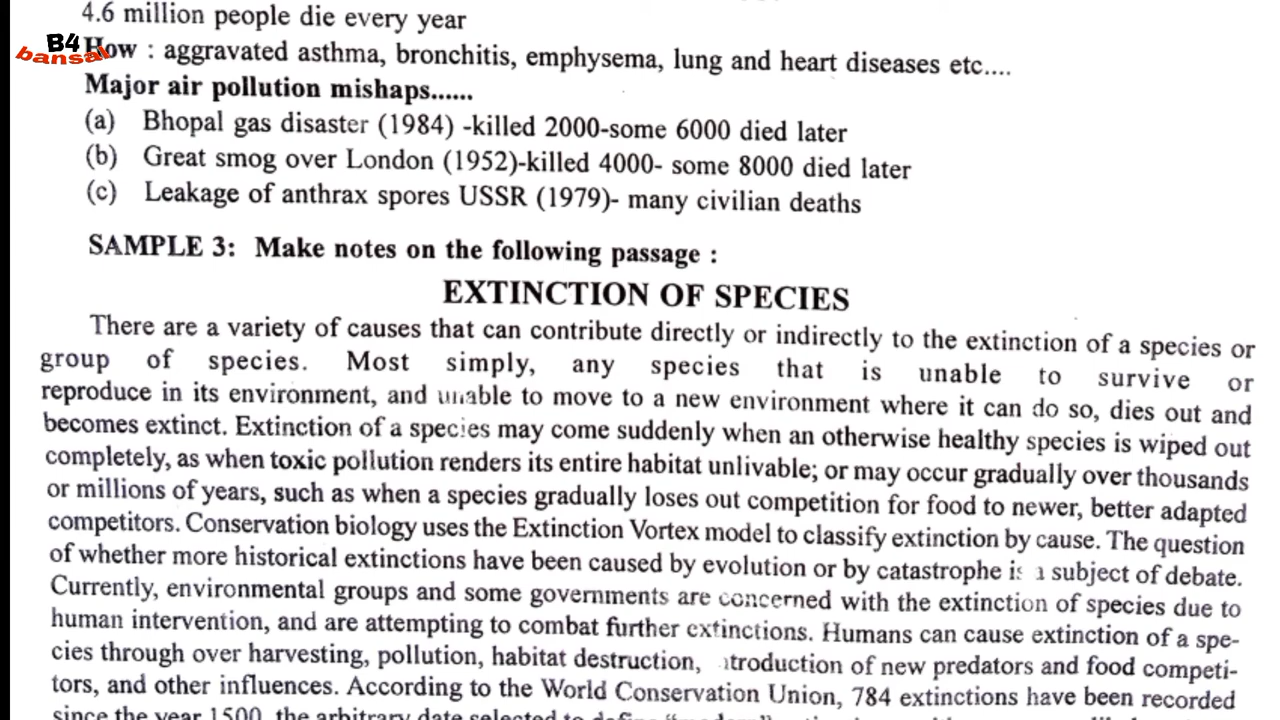 4.6 million people die every year
B4
bansal
How : aggravated asthma, bronchitis, emphysema, lung and heart diseases etc....
Major air pollution mishaps......
(a) Bhopal gas disaster (1984) -killed 2000-some 6000 died later
(b) Great smog over London (1952)-killed 4000- some 8000 died later
(c) Leakage of anthrax spores USSR (1979)- many civilian deaths
SAMPLE 3: Make notes on the following passage :
EXTINCTION OF SPECIES
There are a variety of causes that can contribute directly or indirectly to the extinction of a species or
group of species. Most simply, any species that is unable to survive or
reproduce in its environment, and unable to move to a new environment where it can do so, dies out and
becomes extinct. Extinction of a species may come suddenly when an otherwise healthy species is wiped out
completely, as when toxic pollution renders its entire habitat unlivable; or may occur gradually over thousands
or millions of years, such as when a species gradually loses out competition for food to newer, better adapted
competitors. Conservation biology uses the Extinction Vortex model to classify extinction by cause. The question
of whether more historical extinctions have been caused by evolution or by catastrophe is a subject of debate.
Currently, environmental groups and some governments are concerned with the extinction of species due to
human intervention, and are attempting to combat further extinctions. Humans can cause extinction of a spe-
cies through over harvesting, pollution, habitat destruction, introduction of new predators and food competi-
tors, and other influences. According to the World Conservation Union, 784 extinctions have been recorded
since the year 1500, the arbitrary date selected to define "modern"